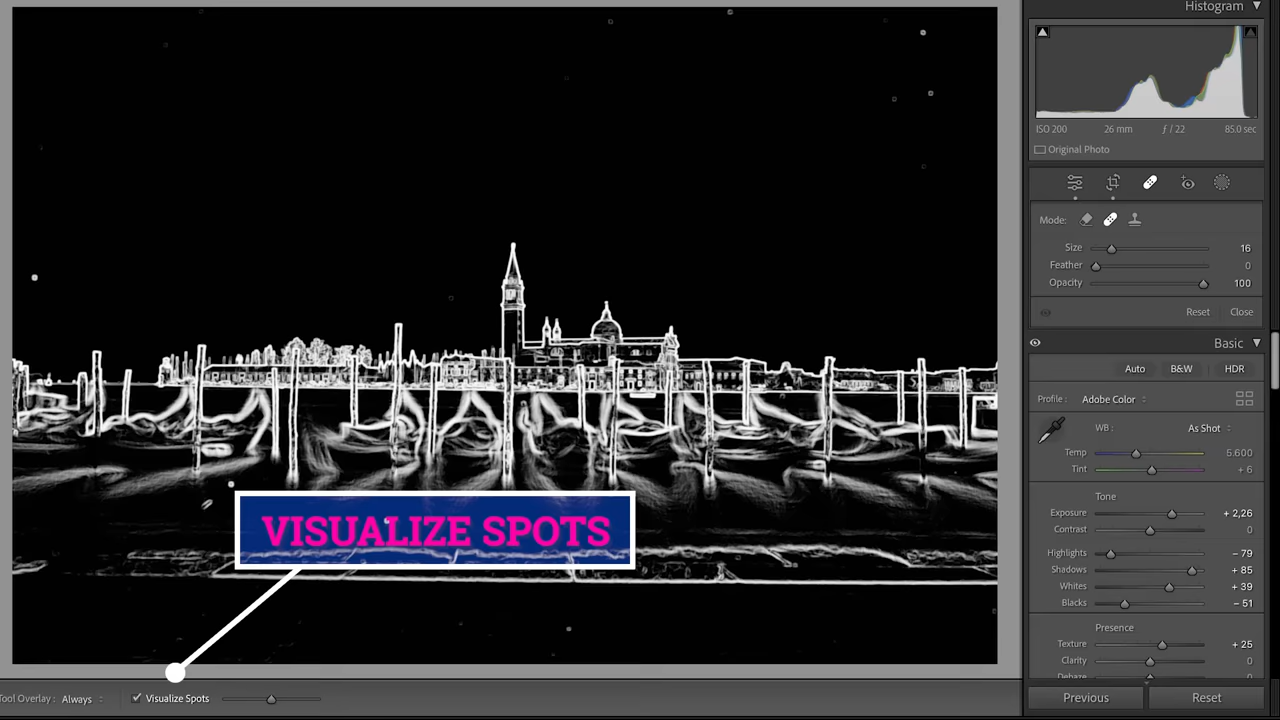 Histogram
ISO 200 26 mm ƒ / 22 85.0 sec
Original Photo
Mode:
Size 16
Feather 0
Opacity 100
Reset Close
Basic
Auto B&W HDR
Profile : Adobe Color
WB : As Shot
Temp 5.600
Tint + 6
Tone
Exposure + 2,26
Contrast 0
Highlights – 79
Shadows + 85
Whites + 39
Blacks – 51
Presence
Texture + 25
Clarity 0
Dehaze 0
Previous Reset
VISUALIZE SPOTS
Tool Overlay : Always Visualize Spots